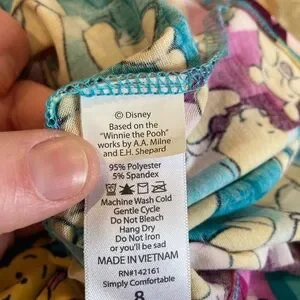 © Disney
Based on the
"Winnie the Pooh"
works by A.A. Milne
and E.H. Shepard
95% Polyester
5% Spandex
Machine Wash Cold
Gentle Cycle
Do Not Bleach
Hang Dry
Do Not Iron
or you'll be sad
MADE IN VIETNAM
RN#142161
Simply Comfortable
8